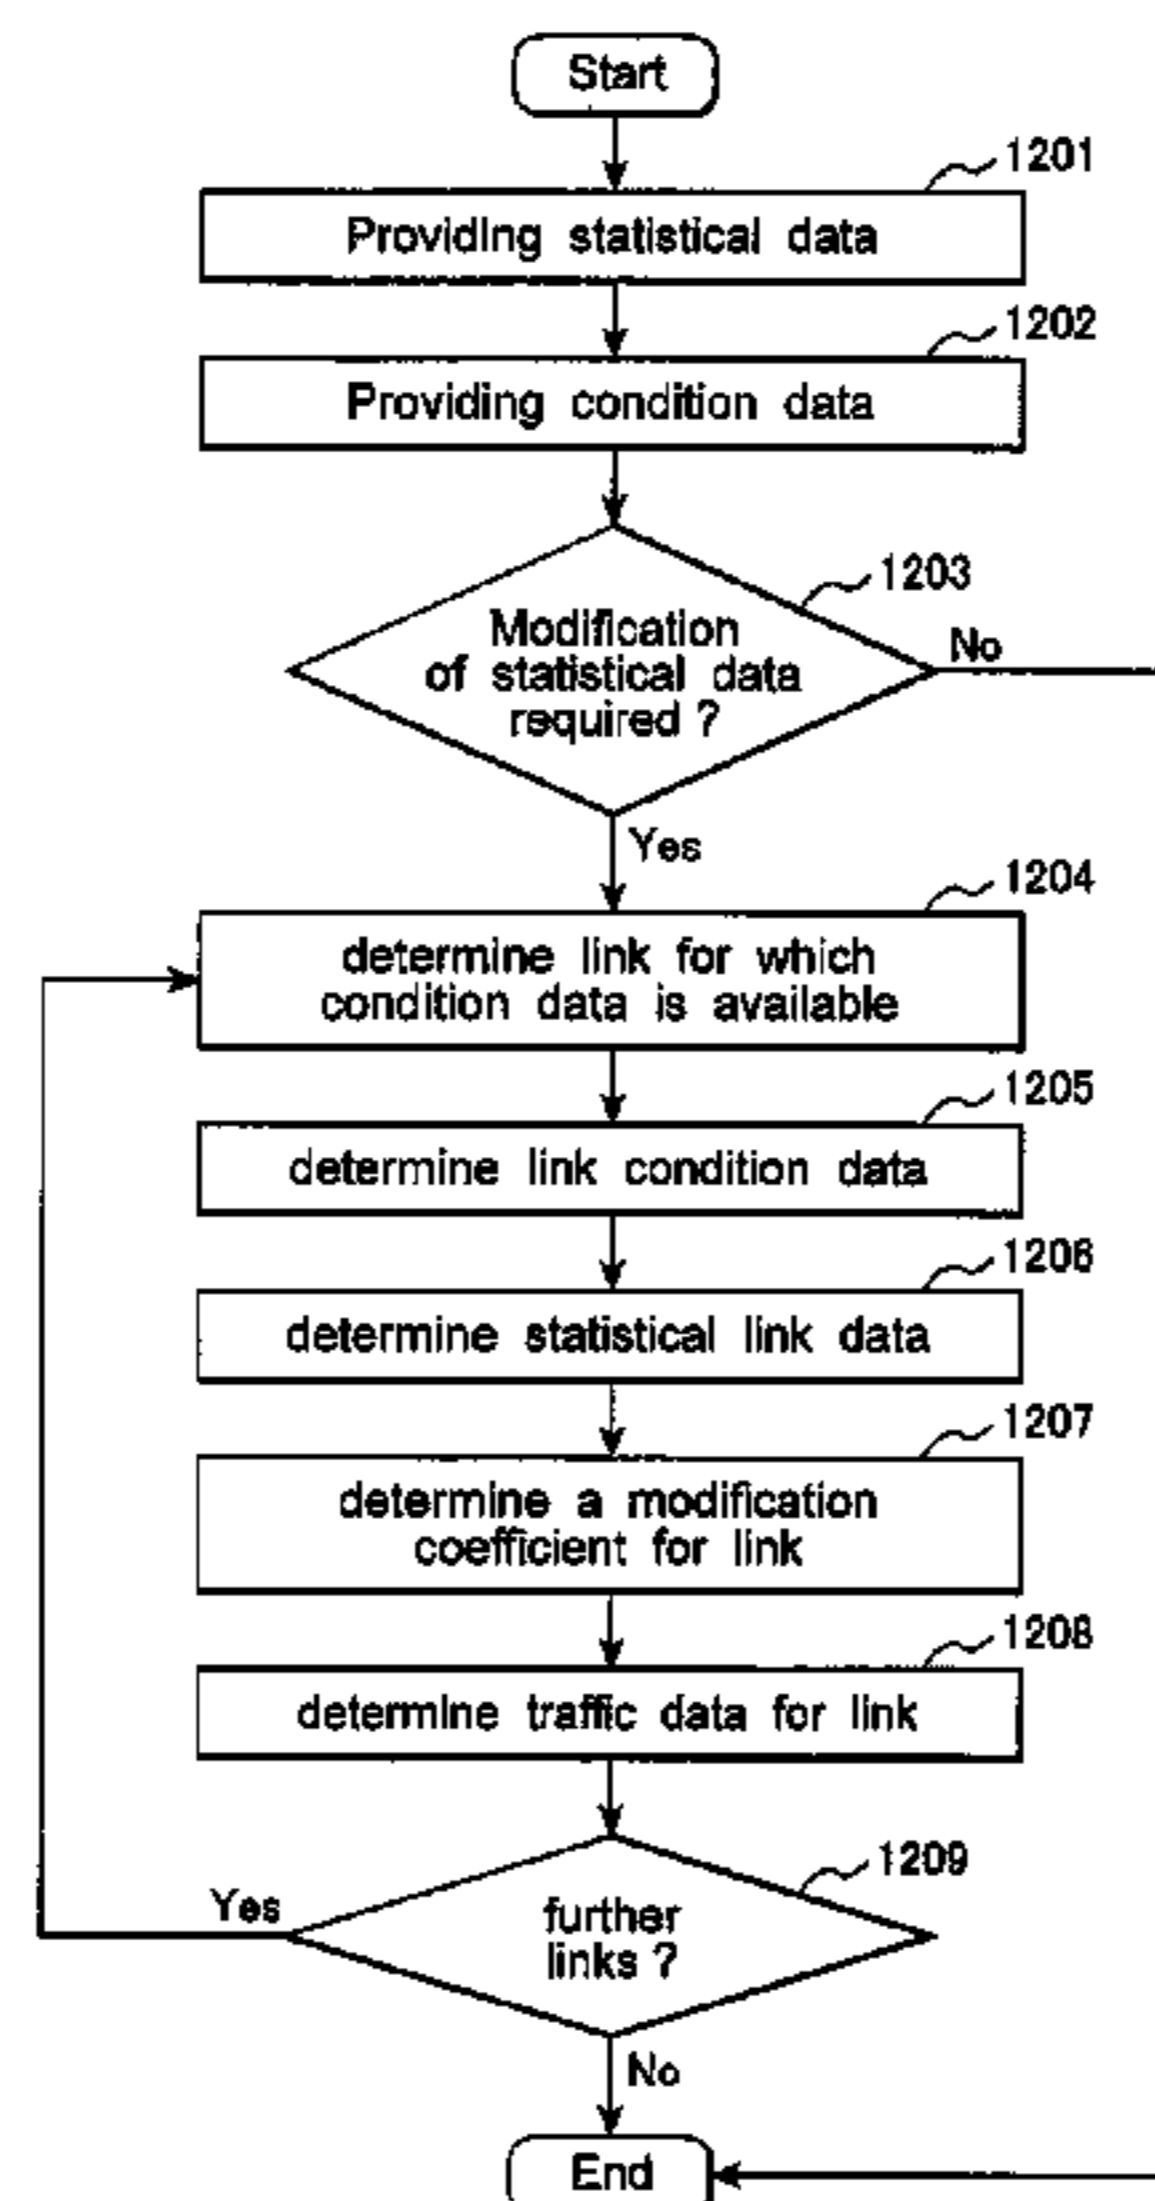 Start
1201
Providing statistical data
1202
Providing condition data
1203
Modification
of statistical data
required ?
No
Yes
1204
determine link for which
condition data is available
1205
determine link condition data
1206
determine statistical link data
1207
determine a modification
coefficient for link
1208
determine traffic data for link
1209
further
links ?
Yes
No
End